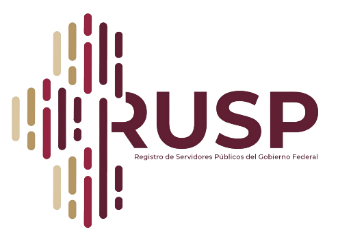 RUSP
Registro de Servidores Públicos del Gobierno Federal